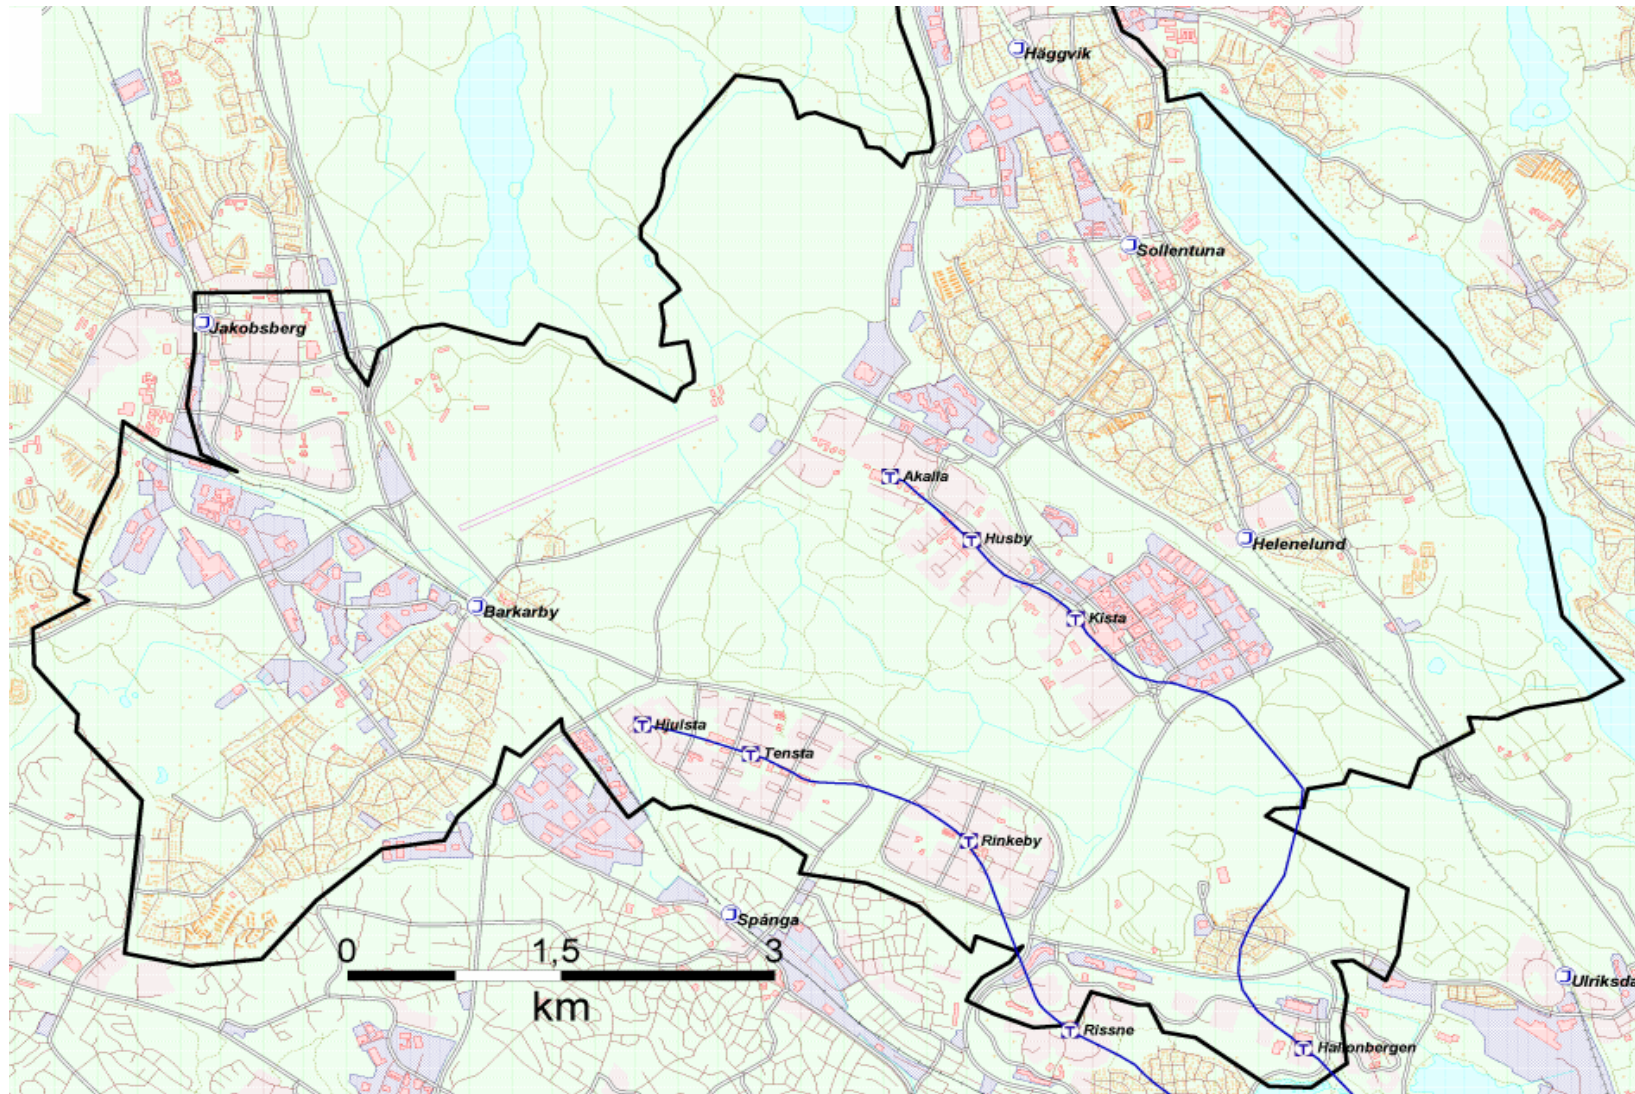 Häggvik
Sollentuna
Jakobsberg
Akalla
Husby
Helenelund
Barkarby
Kista
Hjulsta
Tensta
Rinkeby
Spånga
0 1,5 3
km
Ulriksda
Rissne
Hallonbergen